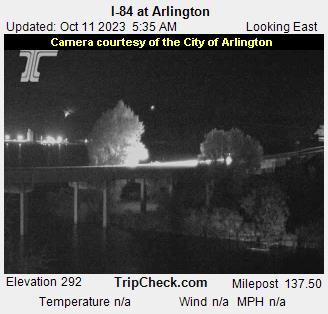 I-84 at Arlington
Updated: Oct 11 2023 5:35 AM Looking East
Camera courtesy of the City of Arlington
Elevation 292 TripCheck.com Milepost 137.50
Temperature n/a Wind n/a MPH n/a